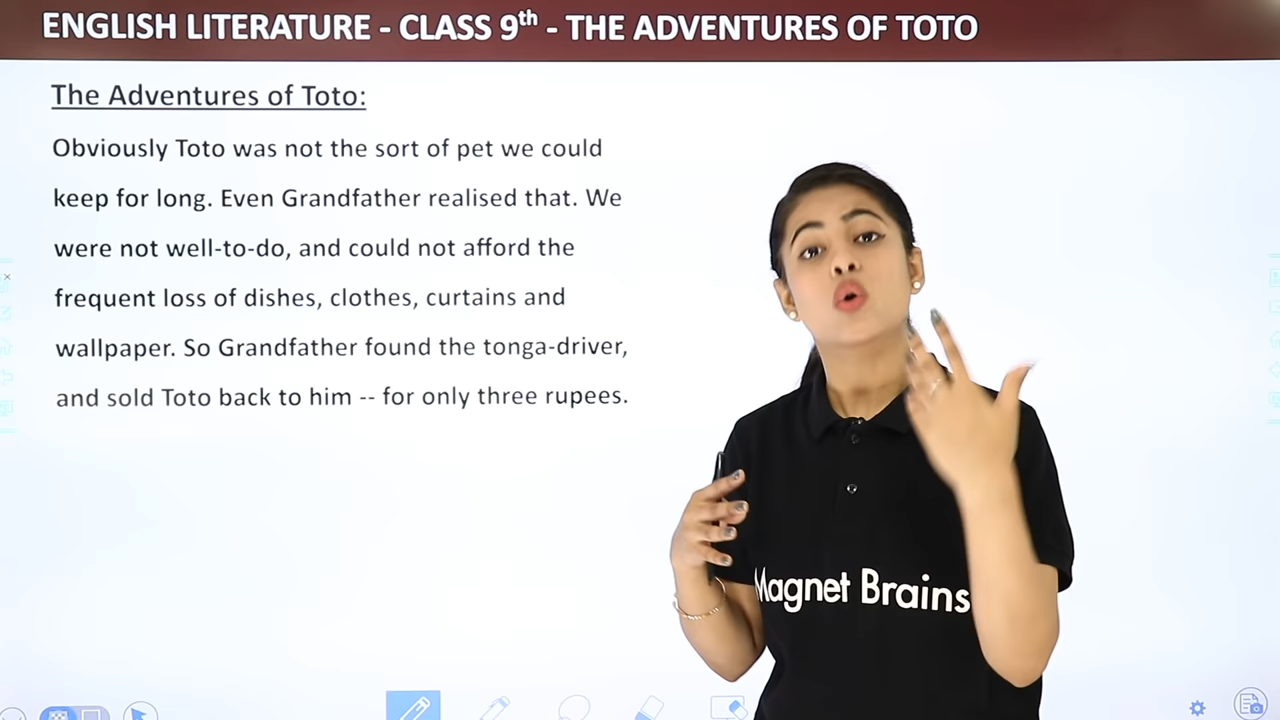 ENGLISH LITERATURE - CLASS 9th - THE ADVENTURES OF TOTO
The Adventures of Toto:
Obviously Toto was not the sort of pet we could
keep for long. Even Grandfather realised that. We
were not well-to-do, and could not afford the
frequent loss of dishes, clothes, curtains and
wallpaper. So Grandfather found the tonga-driver,
and sold Toto back to him -- for only three rupees.
Magnet Brains